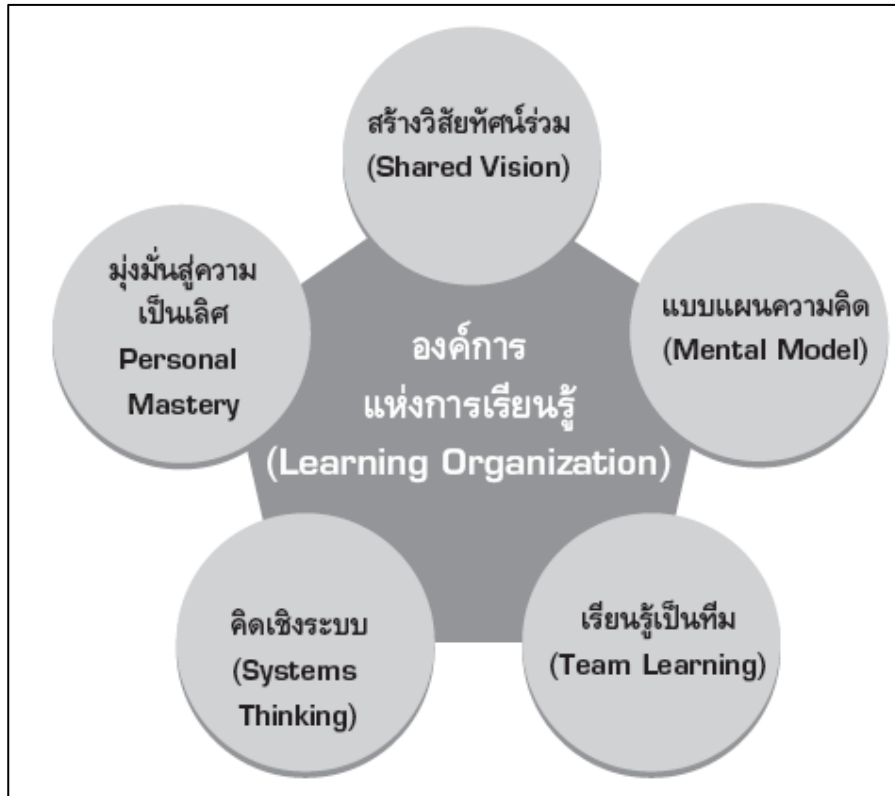 สร้างวิสัยทัศน์ร่วม
(Shared Vision)
มุ่งมั่นสู่ความ
เป็นเลิศ
Personal
Mastery
แบบแผนความคิด
(Mental Model)
องค์การ
แห่งการเรียนรู้
(Learning Organization)
คิดเชิงระบบ
(Systems
Thinking)
เรียนรู้เป็นทีม
(Team Learning)